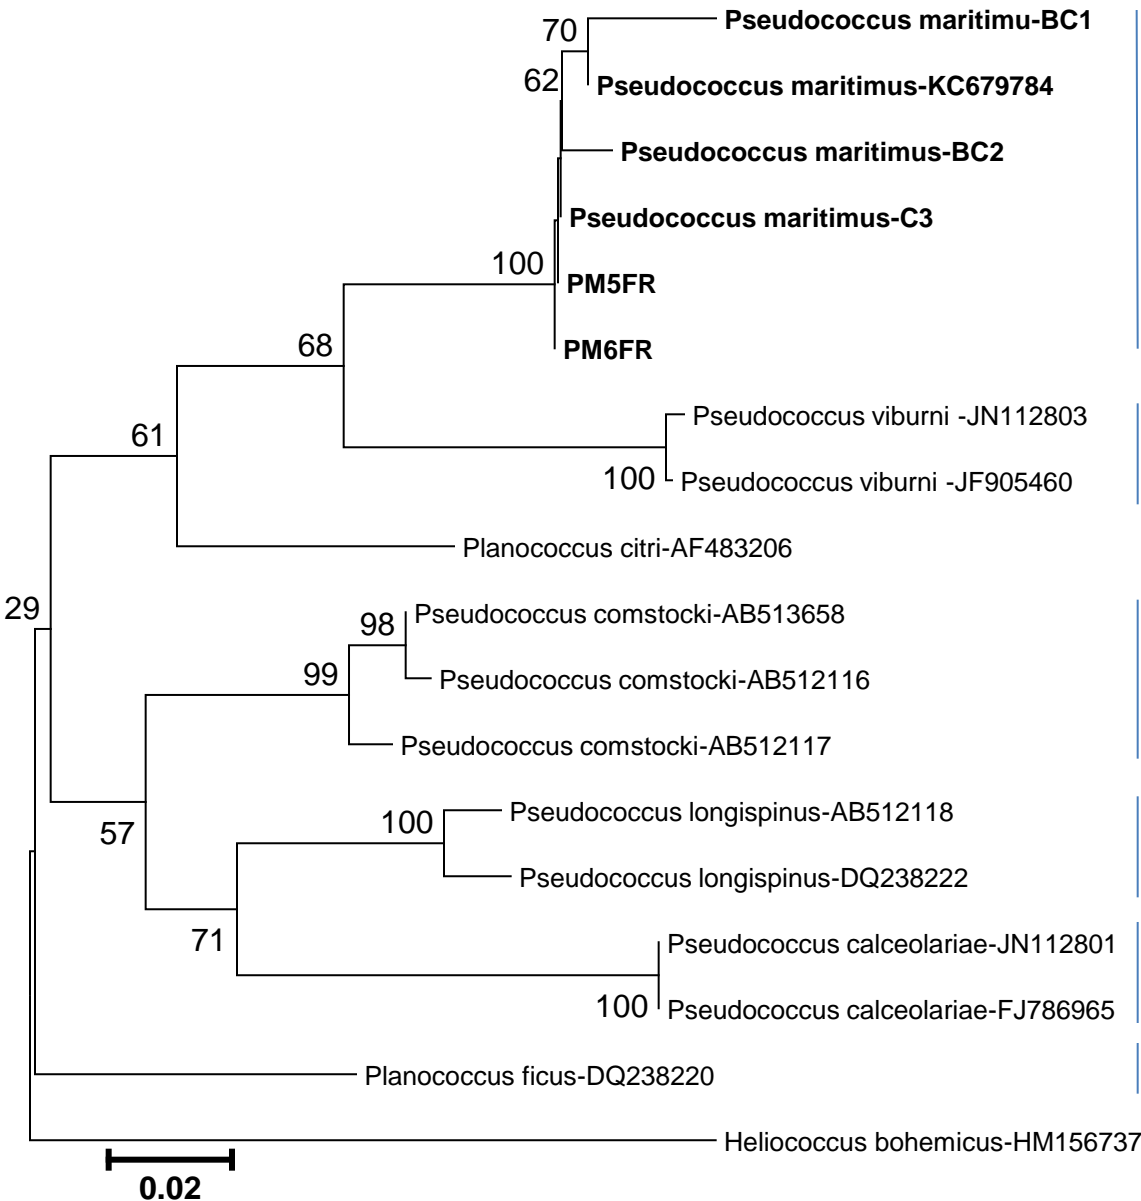 70
Pseudococcus maritimu-BC1
62
Pseudococcus maritimus-KC679784
Pseudococcus maritimus-BC2
Pseudococcus maritimus-C3
100
PM5FR
68
PM6FR
61
Pseudococcus viburni -JN112803
100
Pseudococcus viburni -JF905460
Planococcus citri-AF483206
29
98
Pseudococcus comstocki-AB513658
99
Pseudococcus comstocki-AB512116
Pseudococcus comstocki-AB512117
57
100
Pseudococcus longispinus-AB512118
Pseudococcus longispinus-DQ238222
71
Pseudococcus calceolariae-JN112801
100
Pseudococcus calceolariae-FJ786965
Planococcus ficus-DQ238220
Heliococcus bohemicus-HM156737
0.02